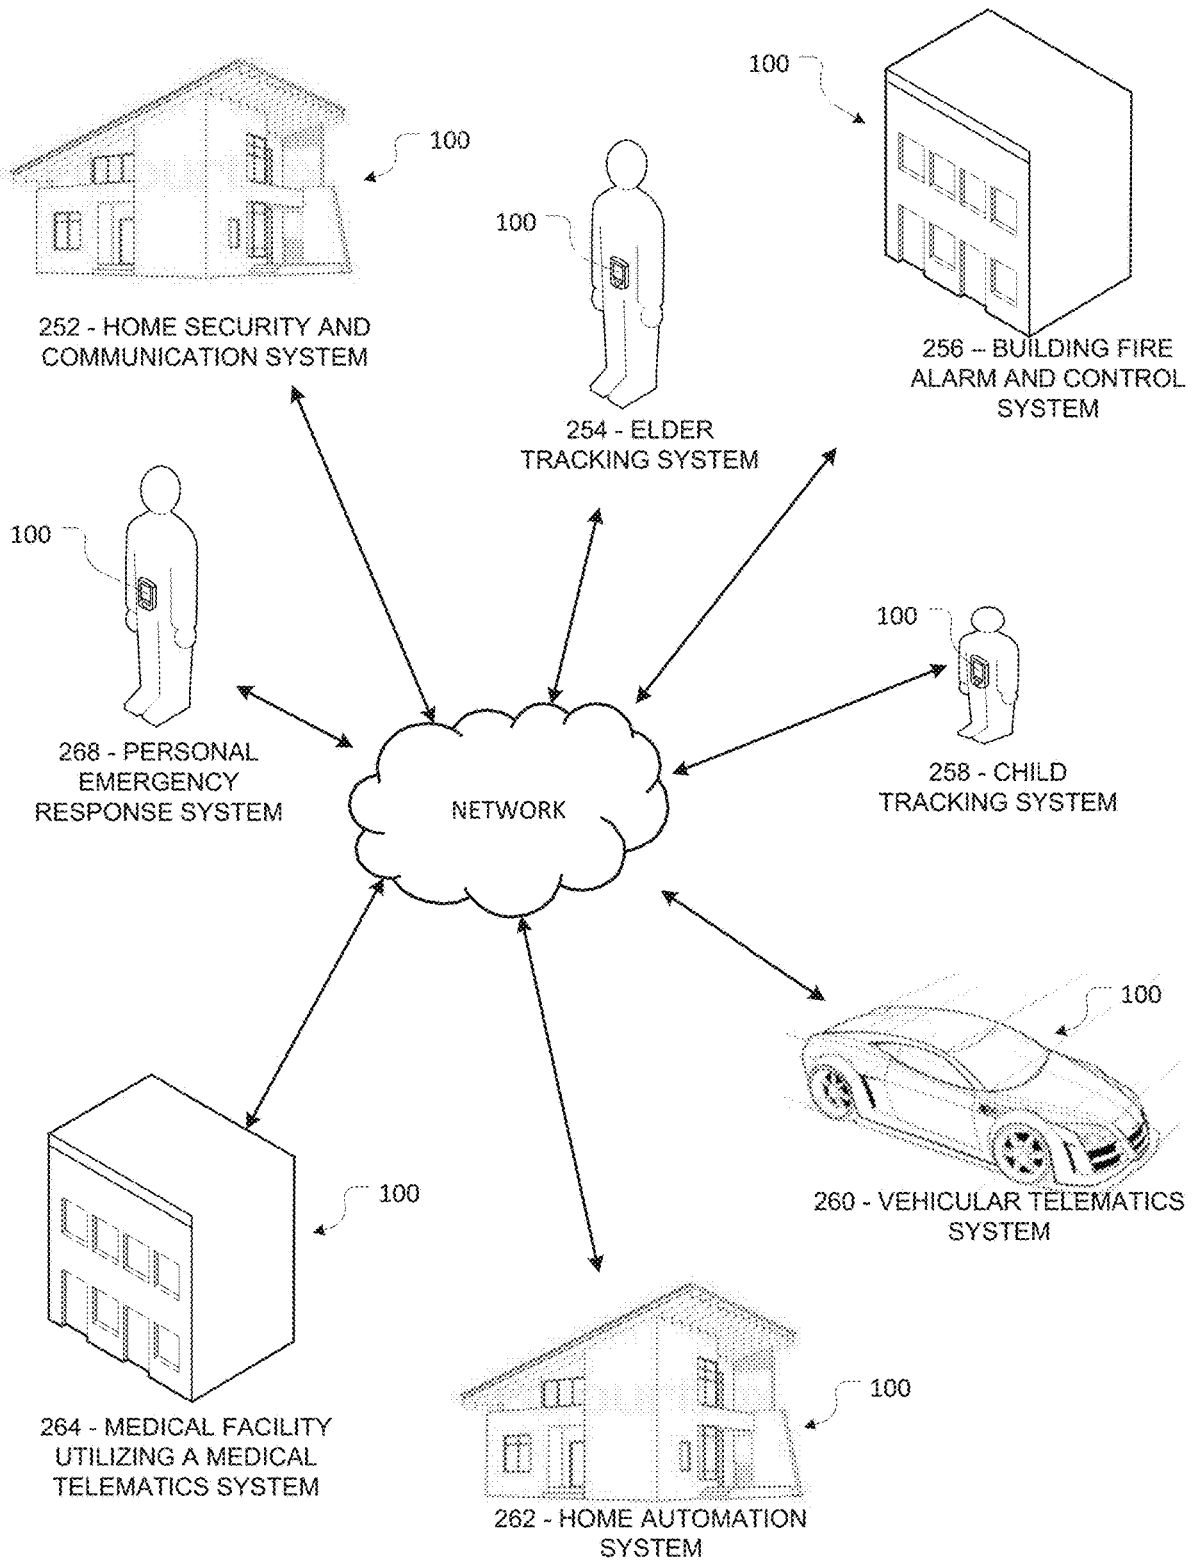 100
100
100
252 - HOME SECURITY AND
COMMUNICATION SYSTEM
256 – BUILDING FIRE
ALARM AND CONTROL
SYSTEM
254 - ELDER
TRACKING SYSTEM
100
100
268 - PERSONAL
EMERGENCY
RESPONSE SYSTEM
258 - CHILD
TRACKING SYSTEM
NETWORK
100
100
260 - VEHICULAR TELEMATICS
SYSTEM
100
264 - MEDICAL FACILITY
UTILIZING A MEDICAL
TELEMATICS SYSTEM
262 - HOME AUTOMATION
SYSTEM